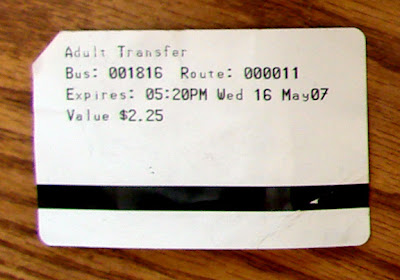 Adult Transfer
Bus: 001816 Route: 000011
Expires: 05:20PM Wed 16 May07
Value $2.25